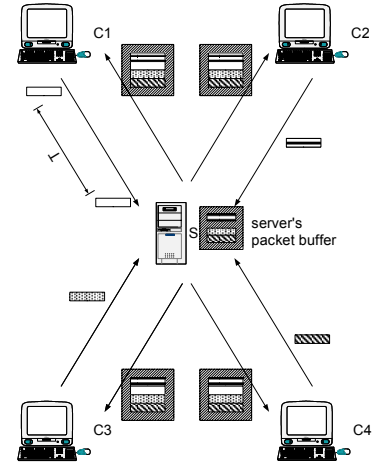 C1
C2
T
S
server's
packet buffer
C3
C4